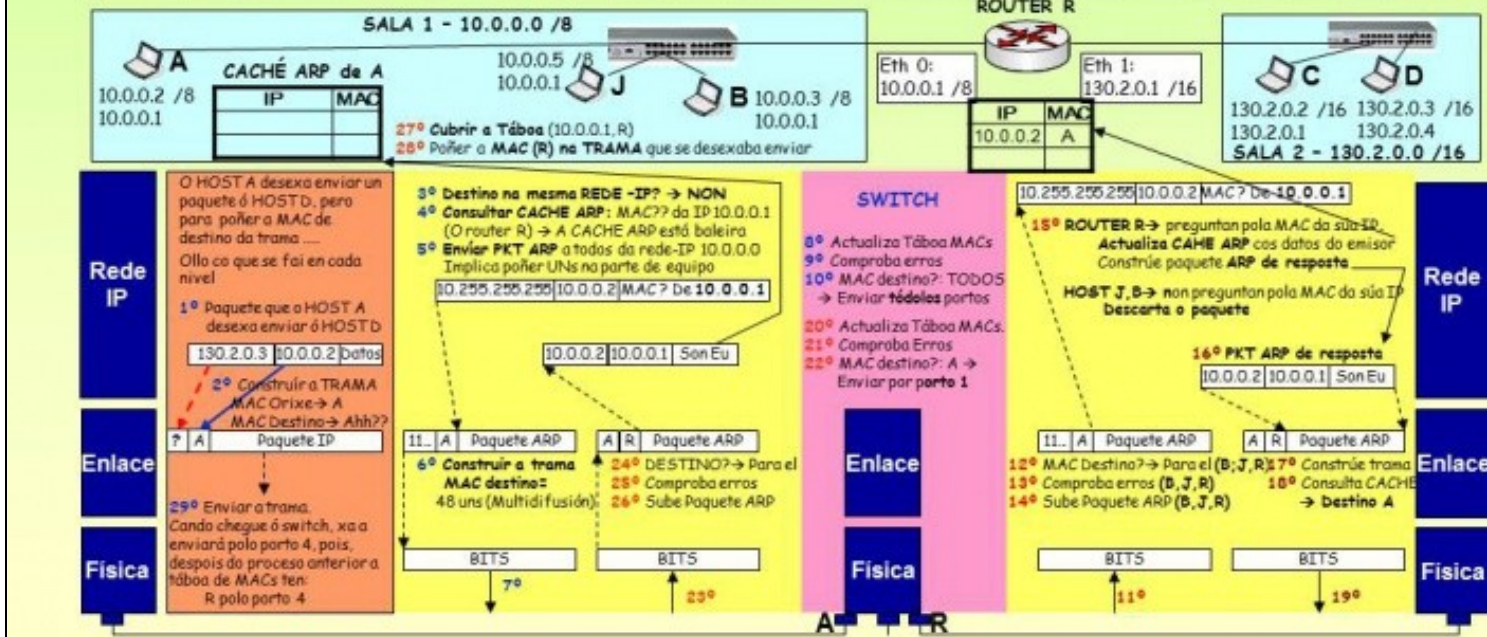 ROUTER R
SALA 1 - 10.0.0.0 /8
A
10.0.0.2 /8
10.0.0.1
CACHÉ ARP de A
IP MAC
10.0.0.5 /8
10.0.0.1
J
B
10.0.0.3 /8
10.0.0.1
27º Cubrir a Táboa (10.0.0.1,R)
28º Poñer a MAC (R) na TRAMA que se desexaba enviar
Eth 0:
10.0.0.1 /8
Eth 1:
130.2.0.1 /16
IP MAC
10.0.0.2 A
C
D
130.2.0.2 /16
130.2.0.1
130.2.0.3 /16
130.2.0.4
SALA 2 - 130.2.0.0 /16
Rede
IP
Enlace
Física
O HOST A desexa enviar un
paquete ó HOST D, pero
para poñer a MAC de
destino da trama ....
Ollo co que se fai en cada
nivel
1º Paquete que o HOST A
desexa enviar ó HOST D
130.2.0.3 10.0.0.2 Datos
2º Construír a TRAMA
MAC Orixe→ A
MAC Destino→ Ahh??
? A Paquete IP
29º Enviar a trama.
Cando chegue ó switch, xa a
enviará polo porto 4, pois,
despois do proceso anterior a
táboa de MACs ten:
R polo porto 4
3º Destino na mesma REDE -IP? → NON
4º Consultar CACHE ARP: MAC?? da IP 10.0.0.1
(O router R) → A CACHE ARP está baleira
5º Envíar PKT ARP a todos da rede-IP 10.0.0.0
Implica poñer UNs na parte de equipo
10.255.255.255 10.0.0.2 MAC? De 10.0.0.1
10.0.0.2 10.0.0.1 Son Eu
11.. A Paquete ARP
6º Construír a trama
MAC destino=
48 uns (Multidifusión)
BITS
7º
A R Paquete ARP
24º DESTINO?→ Para el
25º Comproba erros
26º Sube Paquete ARP
BITS
23º
SWITCH
8º Actualiza Táboa MACs
9º Comproba erros
10º MAC destino?: TODOS
→ Enviar tódolos portos
20º Actualiza Táboa MACs.
21º Comproba Erros
22º MAC destino?: A →
Enviar por porto 1
Enlace
Física
A
R
10.255.255.255 10.0.0.2 MAC? De 10.0.0.1
15º ROUTER R→ preguntan pola MAC da súa IP
Actualiza CAHE ARP cos datos do emisor
Constrúe paquete ARP de resposta
HOST J,B→ non preguntan pola MAC da súa IP
Descarta o paquete
16º PKT ARP de resposta
10.0.0.2 10.0.0.1 Son Eu
11.. A Paquete ARP
12º MAC Destino?→ Para el (B;J,R)
13º Comproba erros (B,J,R)
14º Sube Paquete ARP (B,J,R)
BITS
11º
A R Paquete ARP
17º Constrúe trama
18º Consulta CACHE
→ Destino A
BITS
19º
Rede
IP
Enlace
Física